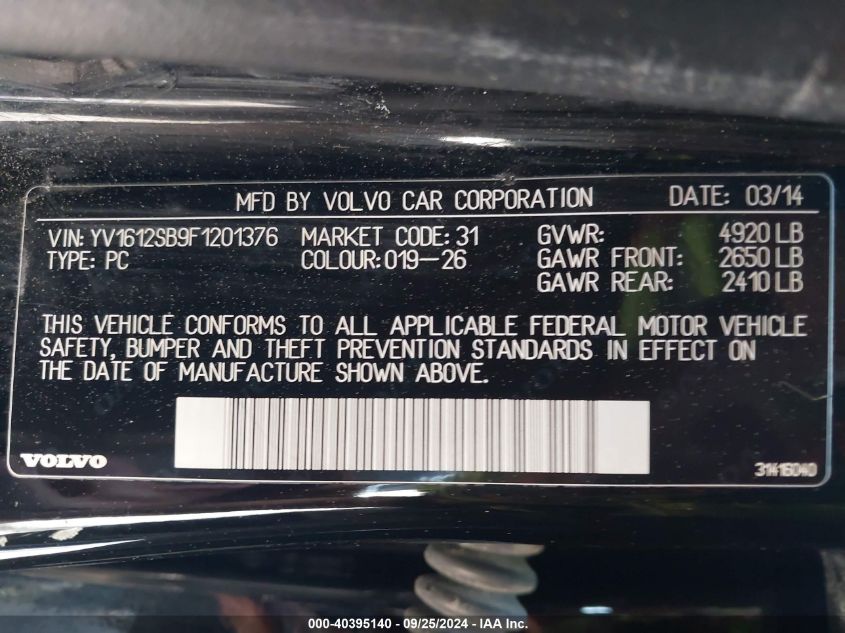 MFD BY VOLVO CAR CORPORATION DATE: 03/14
VIN: YV1612SB9F1201376 MARKET CODE: 31 GVWR: 4920 LB
TYPE: PC COLOUR: 019-26 GAWR FRONT: 2650 LB
GAWR REAR: 2410 LB
THIS VEHICLE CONFORMS TO ALL APPLICABLE FEDERAL MOTOR VEHICLE
SAFETY, BUMPER AND THEFT PREVENTION STANDARDS IN EFFECT ON
THE DATE OF MANUFACTURE SHOWN ABOVE.
VOLVO 31416040
000-40395140 - 09/25/2024 - IAA Inc.